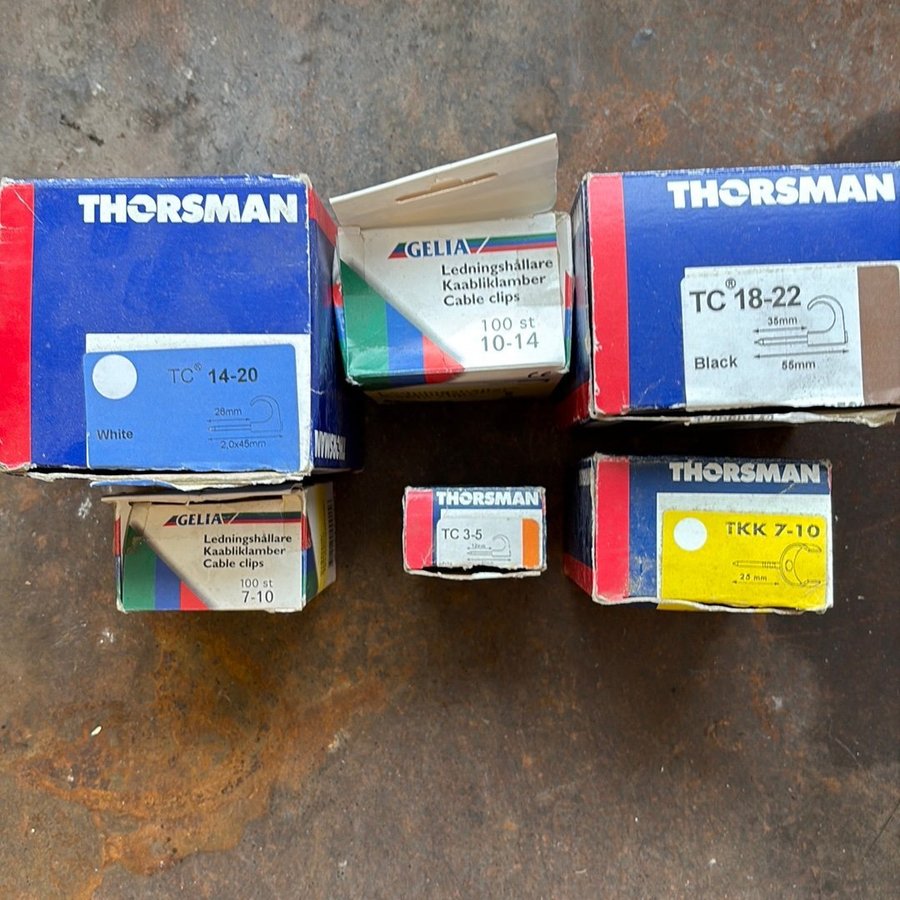 THORSMAN
TC® 14-20
28mm
2,0x45mm
White
THORSMAN
GELIA
Ledningshållare
Kaabliklamber
Cable clips
100 st
10-14
THORSMAN
TC® 18-22
35mm
55mm
Black
GELIA
Ledningshållare
Kaabliklamber
Cable clips
100 st
7-10
THORSMAN
TC 3-5
THORSMAN
TKK 7-10
25 mm